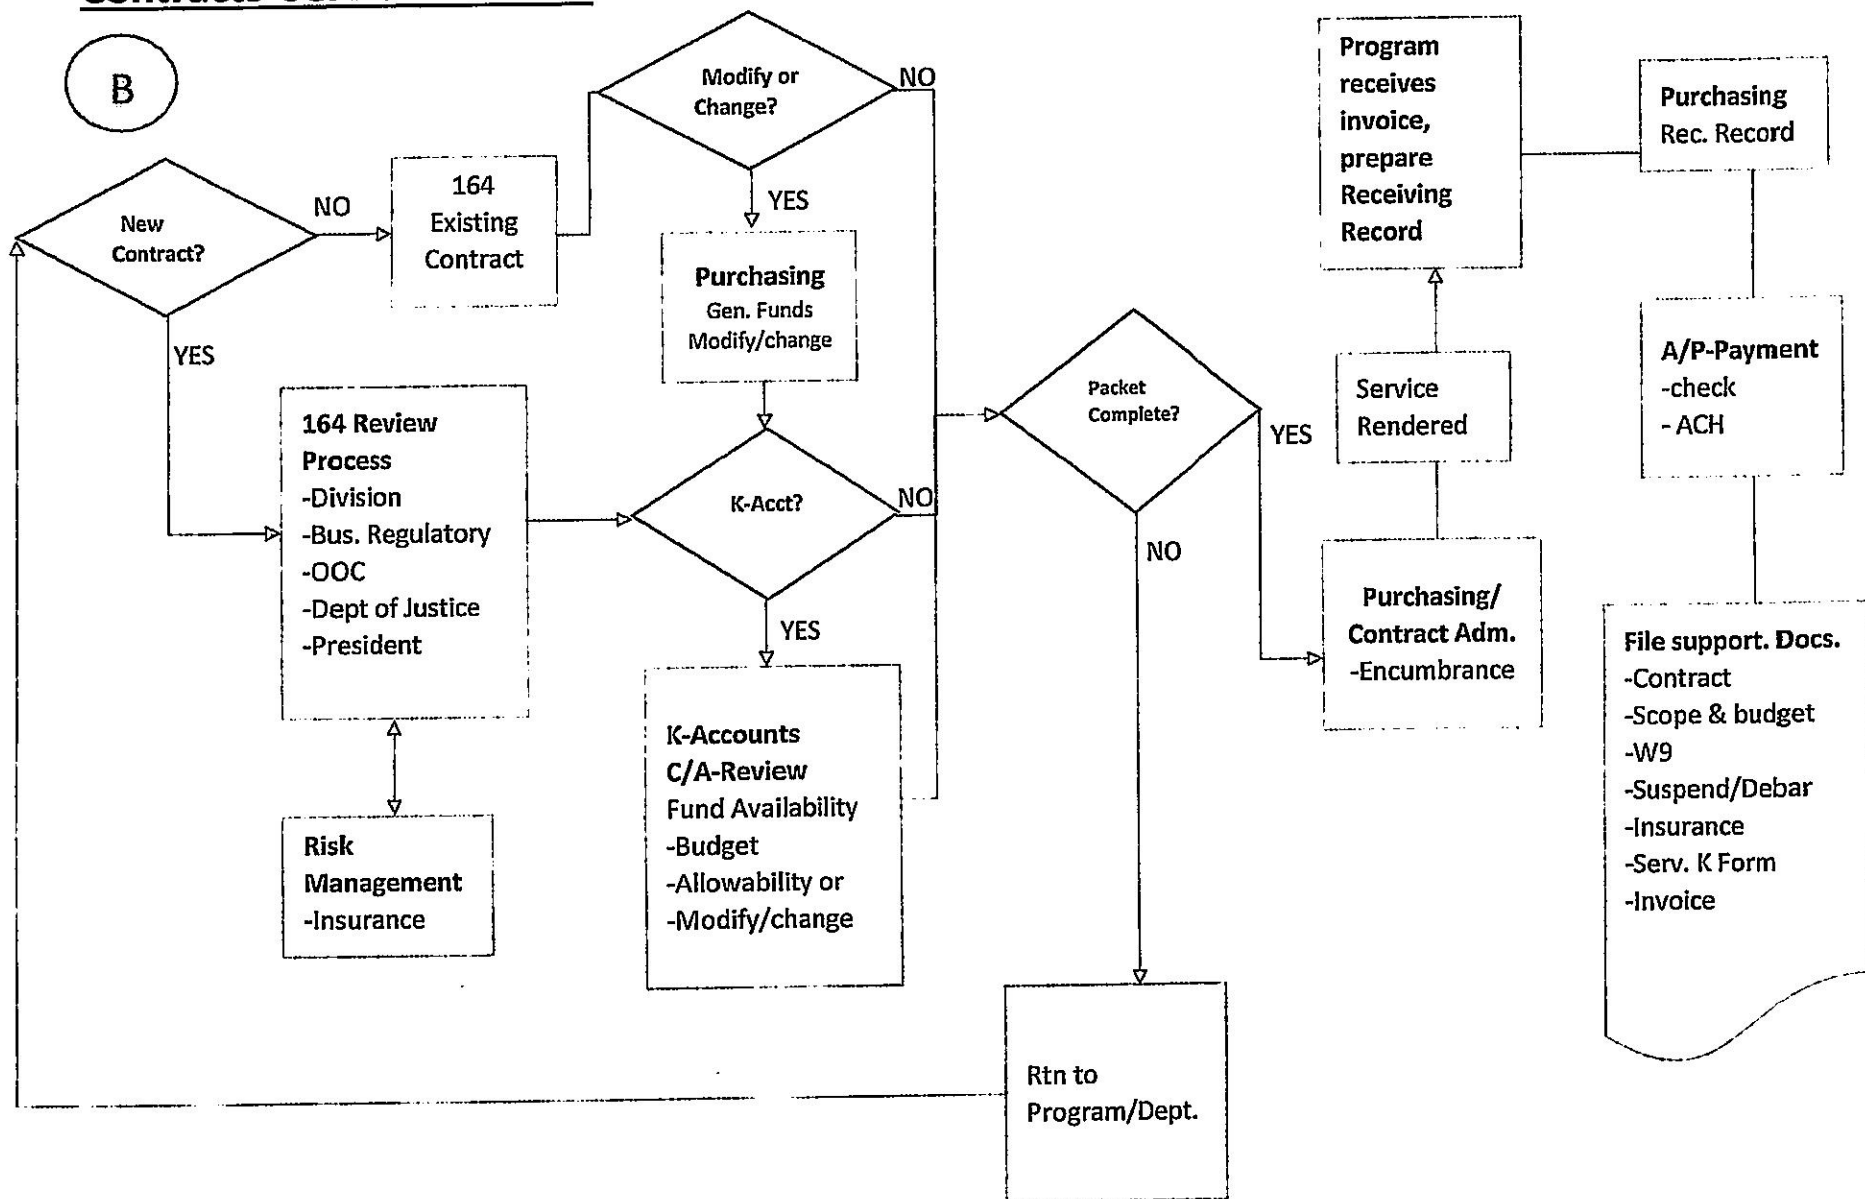 B
New
Contract?
NO
YES
164
Existing
Contract
Modify or
Change?
NO
YES
Purchasing
Gen. Funds
Modify/change
164 Review
Process
-Division
-Bus. Regulatory
-OOC
-Dept of Justice
-President
K-Acct?
NO
YES
Risk
Management
-Insurance
K-Accounts
C/A-Review
Fund Availability
-Budget
-Allowability or
-Modify/change
Packet
Complete?
YES
NO
Rtn to
Program/Dept.
Purchasing/
Contract Adm.
-Encumbrance
Service
Rendered
Program
receives
invoice,
prepare
Receiving
Record
Purchasing
Rec. Record
A/P-Payment
-check
- ACH
File support. Docs.
-Contract
-Scope & budget
-W9
-Suspend/Debar
-Insurance
-Serv. K Form
-Invoice